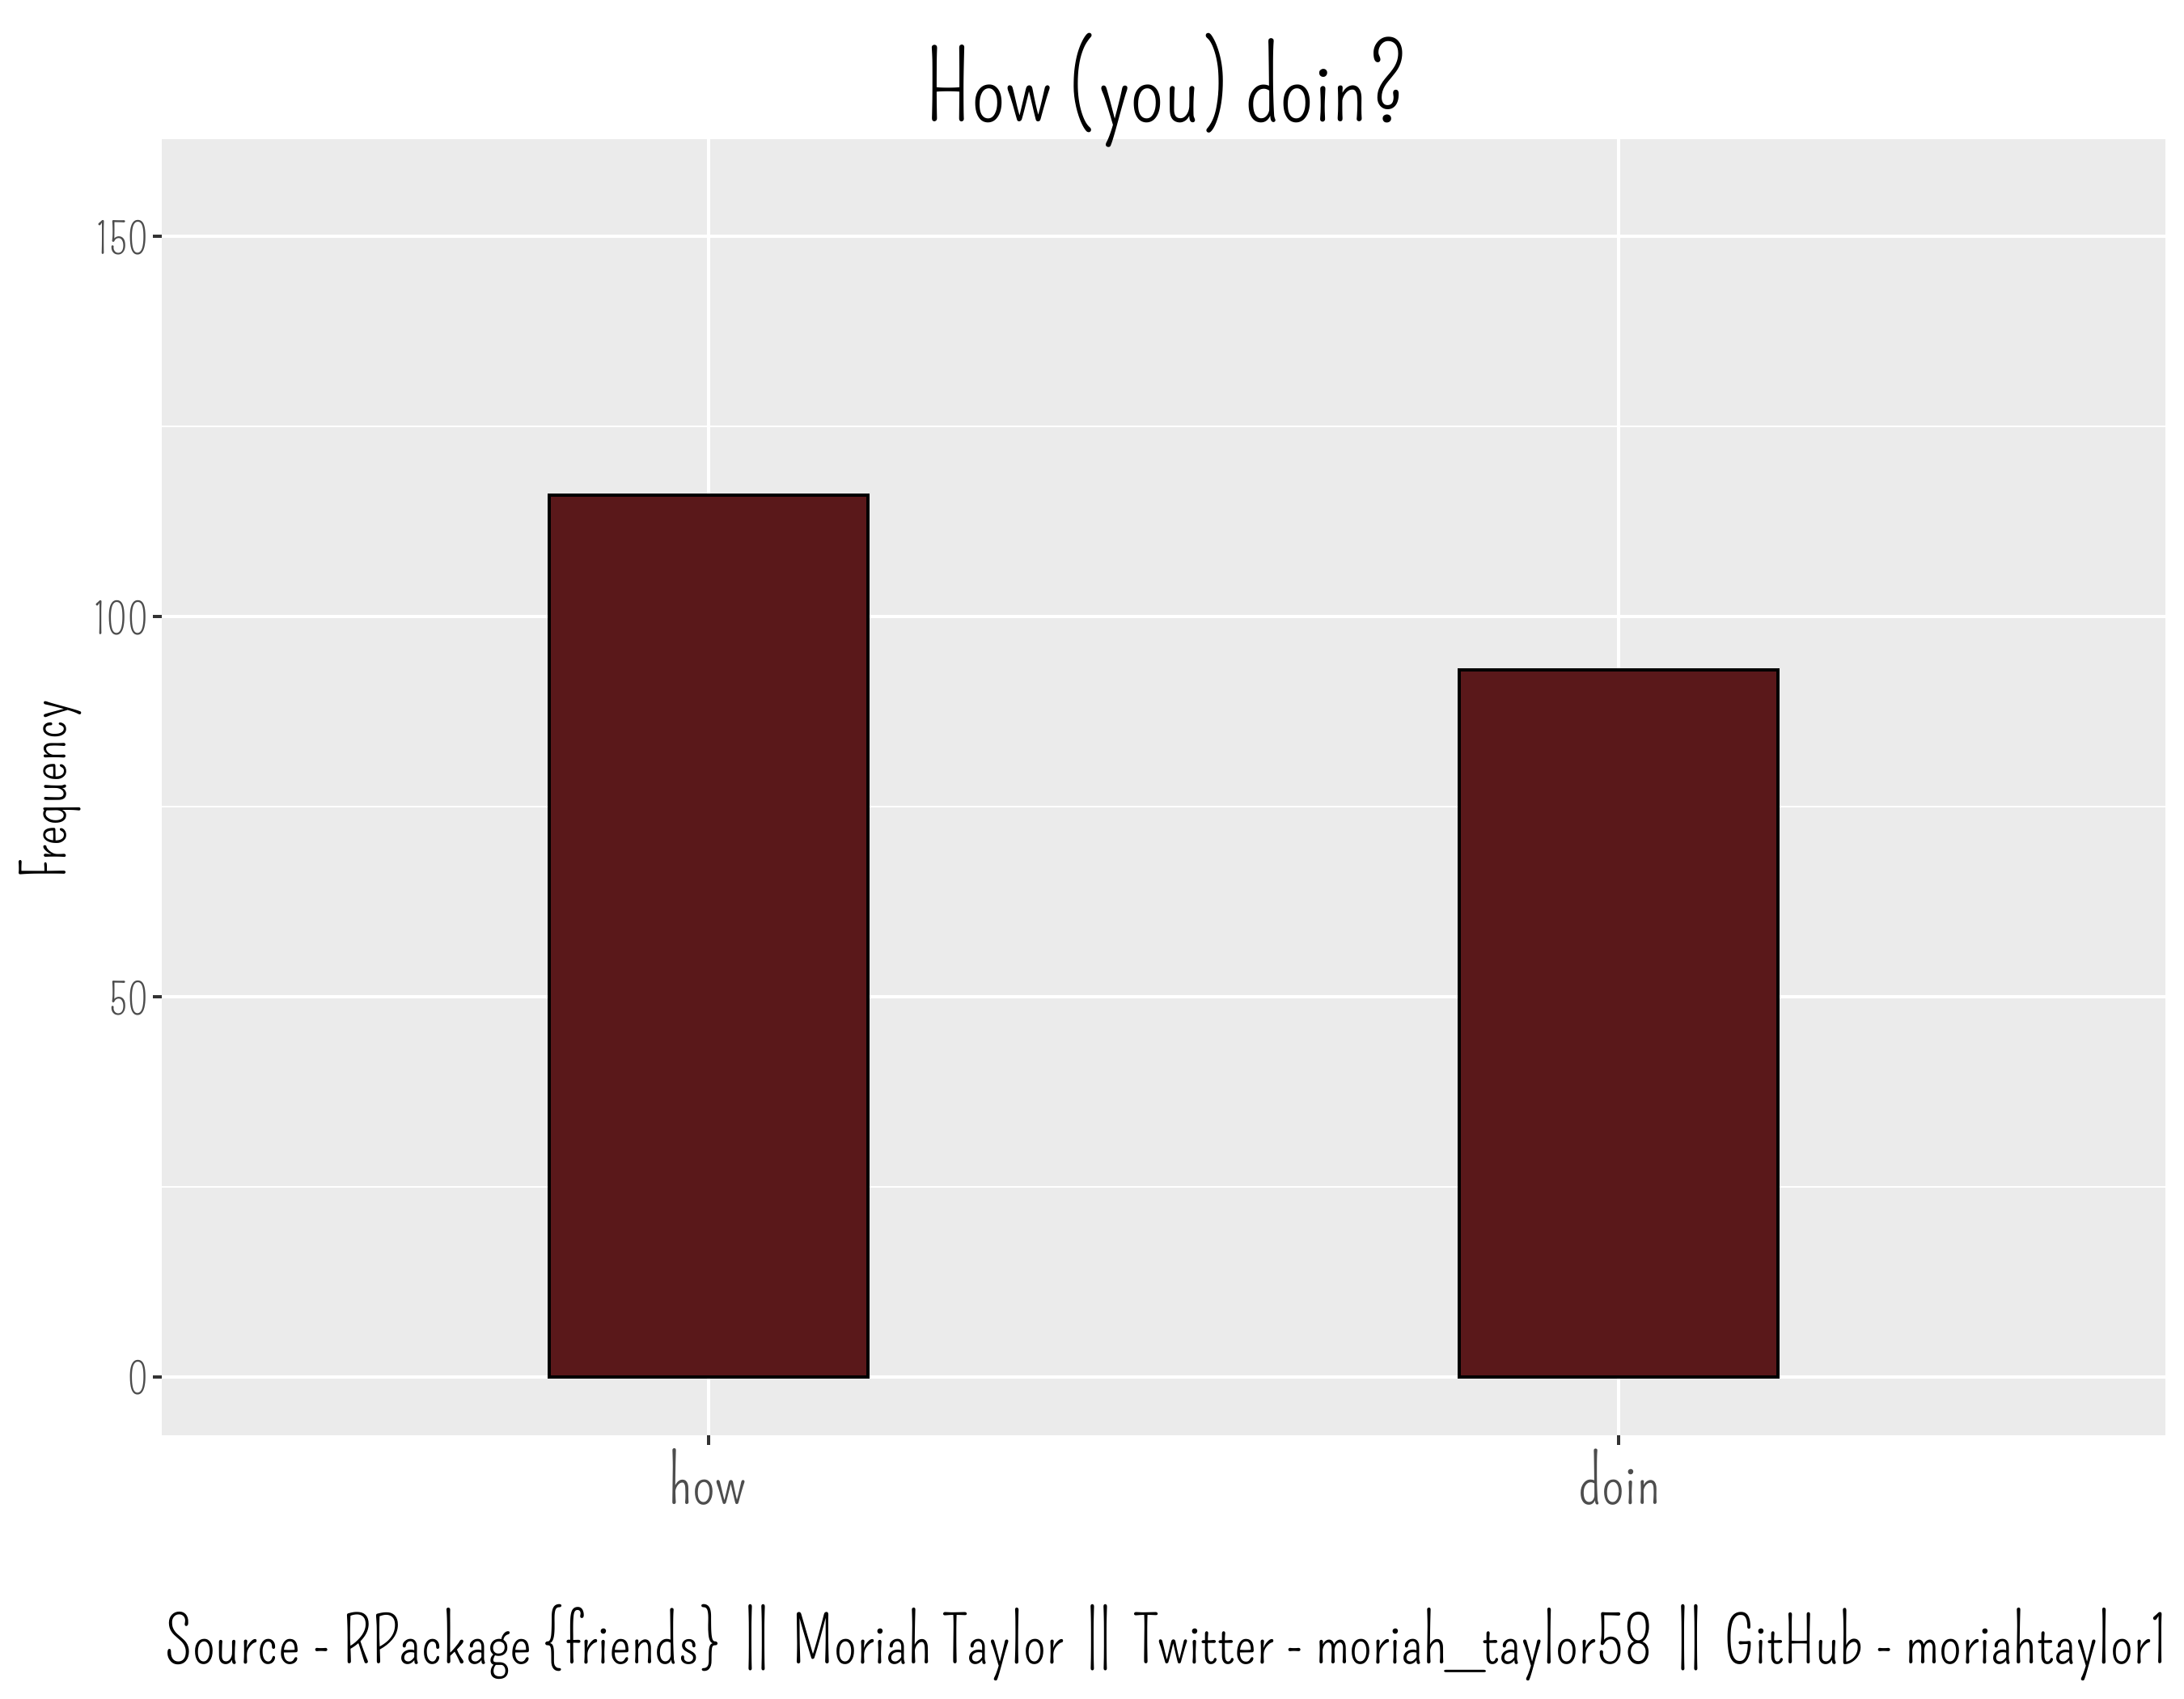 How (you) doin?
150
100
50
0
Frequency
how
doin
Source - RPackage {friends} || Moriah Taylor || Twitter - moriah_taylor58 || GitHub - moriahtaylor1